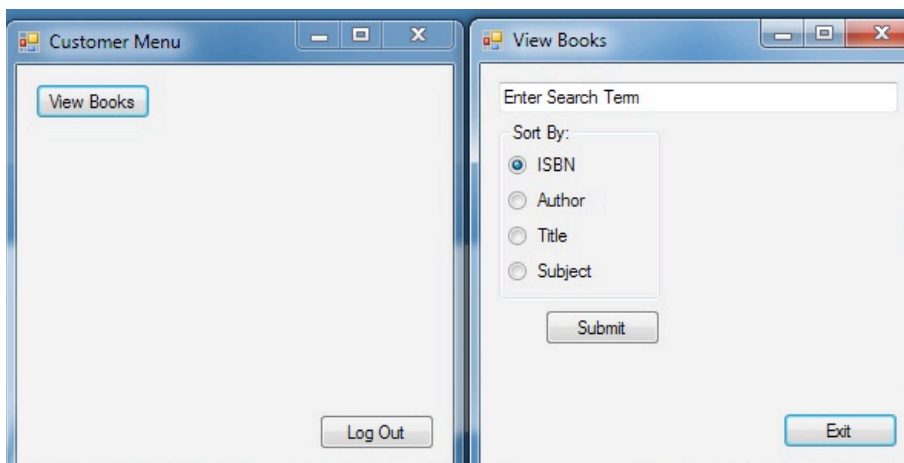 Customer Menu
View Books
Log Out
View Books
Enter Search Term
Sort By:
ISBN
Author
Title
Subject
Submit
Exit